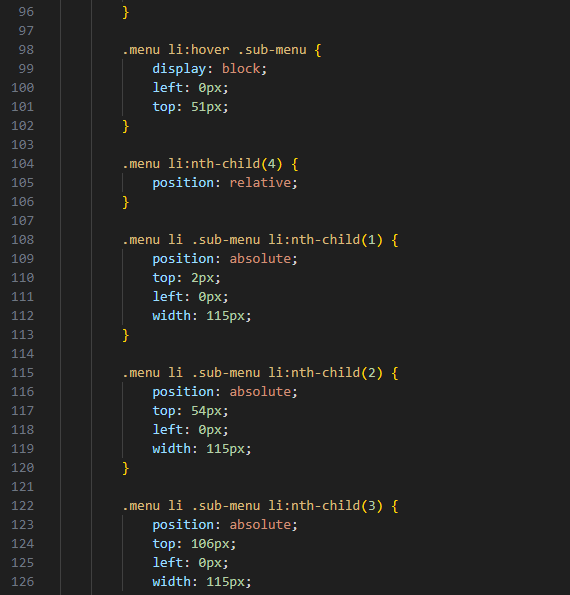 96 }
97
98 .menu li:hover .sub-menu {
99 display: block;
100 left: 0px;
101 top: 51px;
102 }
103
104 .menu li:nth-child(4) {
105 position: relative;
106 }
107
108 .menu li .sub-menu li:nth-child(1) {
109 position: absolute;
110 top: 2px;
111 left: 0px;
112 width: 115px;
113 }
114
115 .menu li .sub-menu li:nth-child(2) {
116 position: absolute;
117 top: 54px;
118 left: 0px;
119 width: 115px;
120 }
121
122 .menu li .sub-menu li:nth-child(3) {
123 position: absolute;
124 top: 106px;
125 left: 0px;
126 width: 115px;